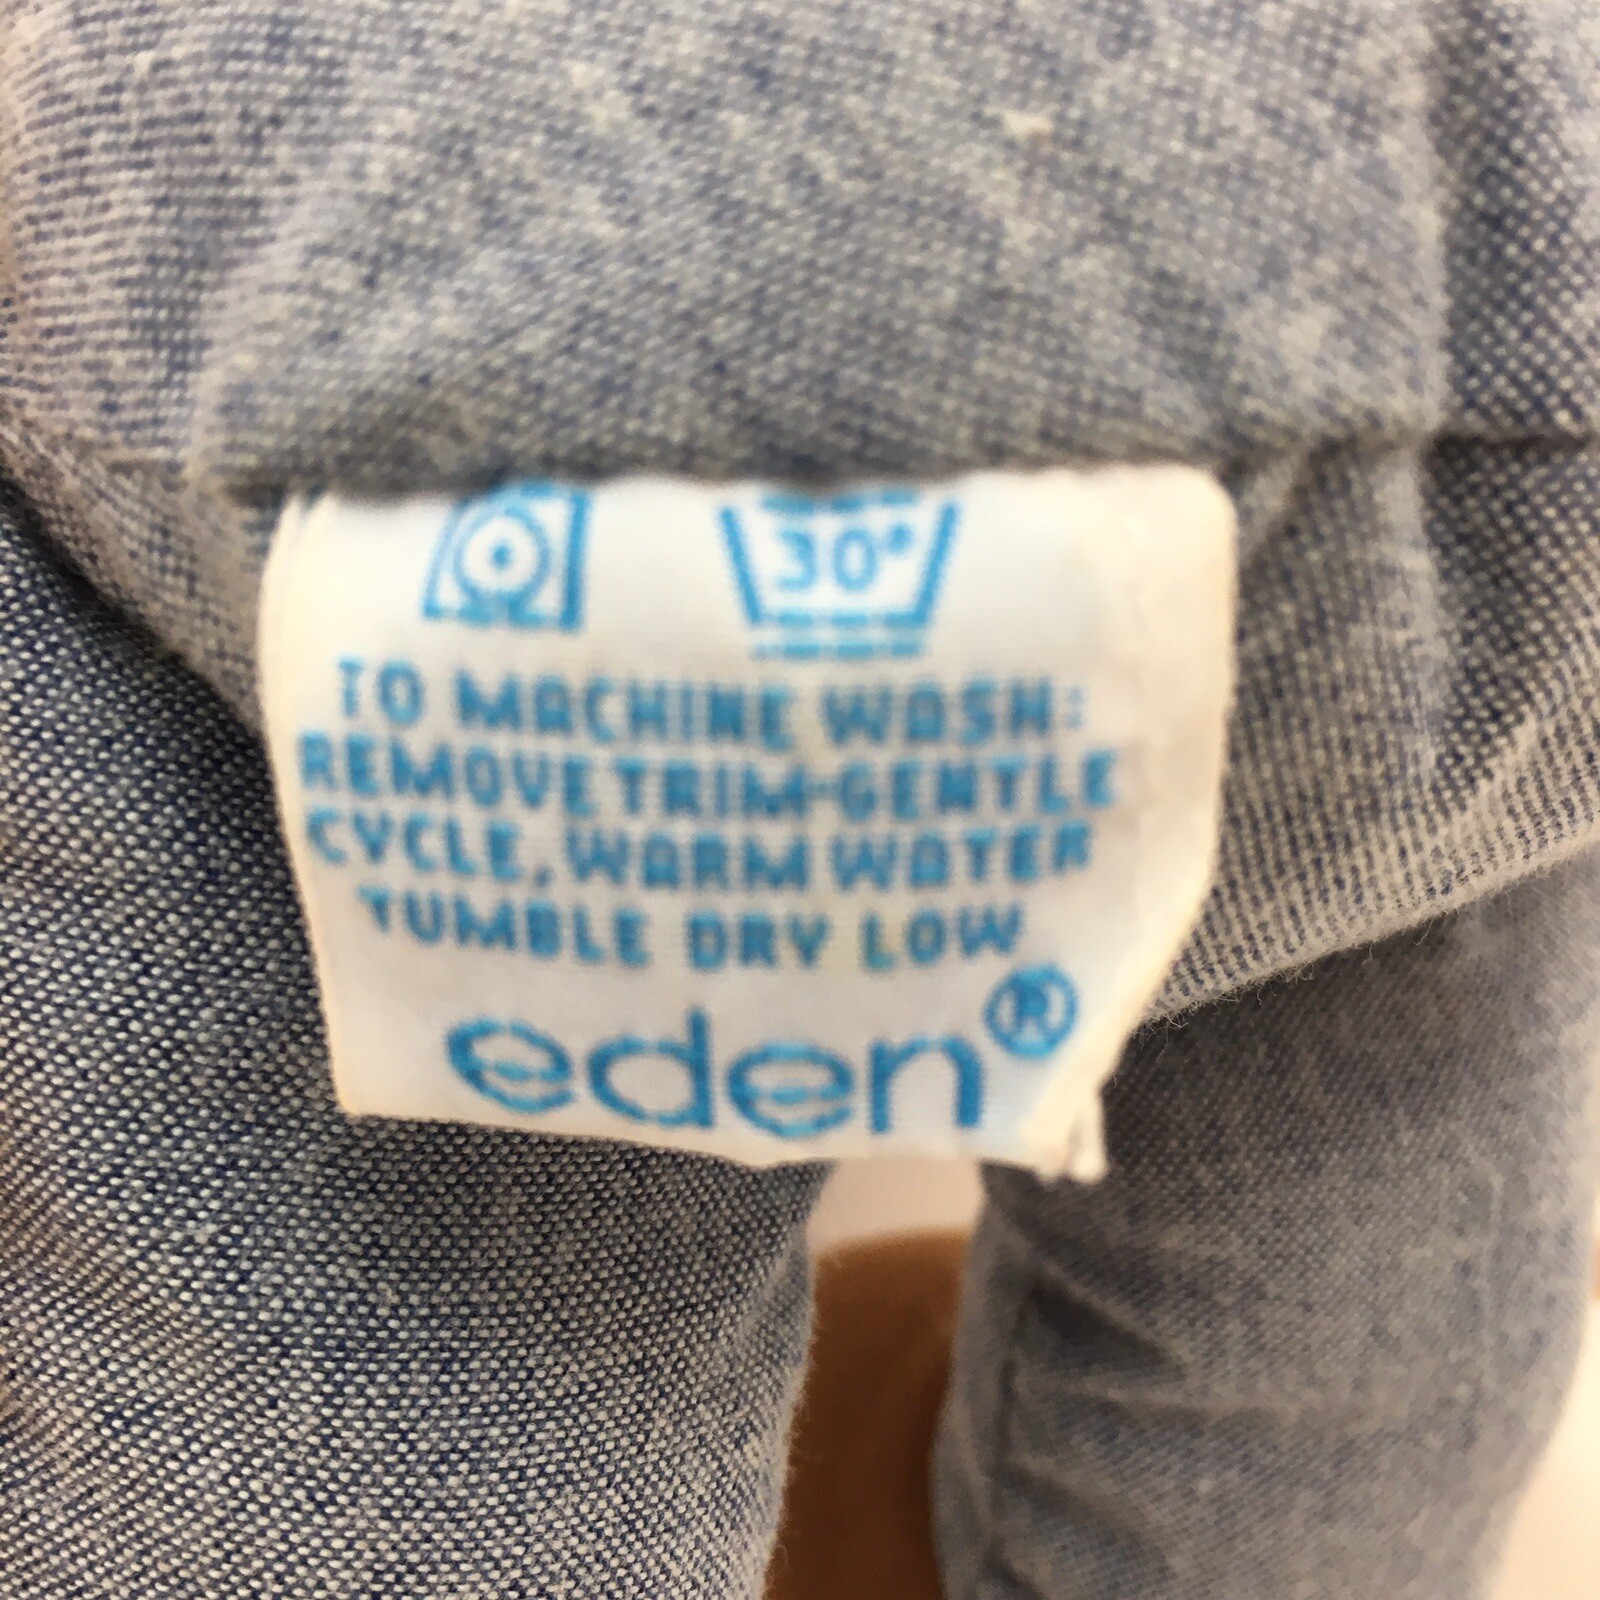 30°
TO MACHINE WASH:
REMOVE TRIM-GENTLE
CYCLE, WARM WATER
TUMBLE DRY LOW
eden®